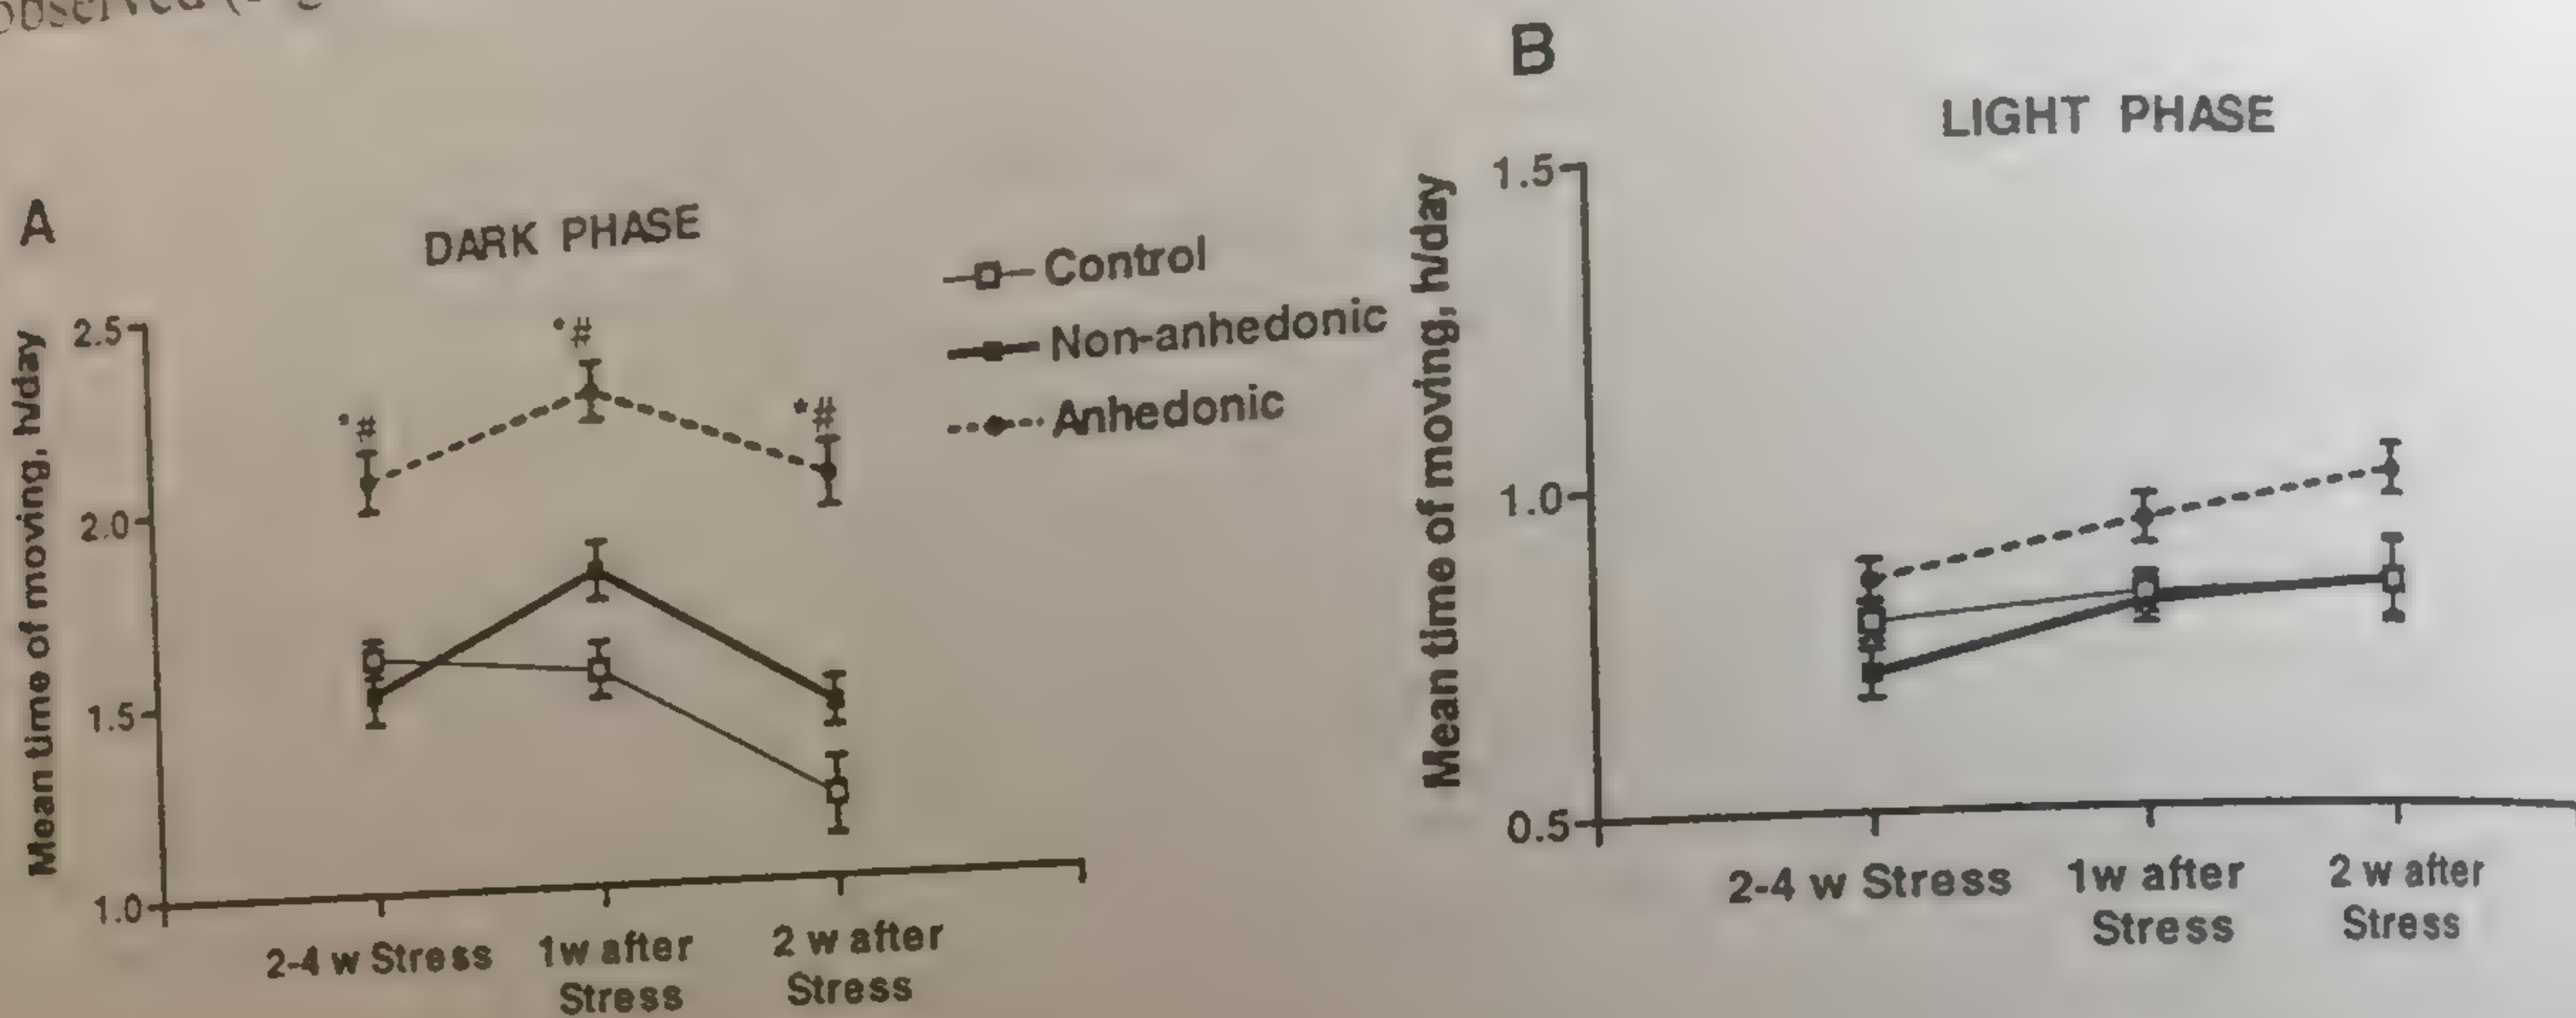 observed (
A
DARK PHASE
Mean time of moving, h/day
2.5
2.0
1.5
1.0
*#
*#
*#
2-4 w Stress
1w after
Stress
2 w after
Stress
Control
Non-anhedonic
Anhedonic
B
LIGHT PHASE
Mean time of moving, h/day
1.5
1.0
0.5
2-4 w Stress
1w after
Stress
2 w after
Stress